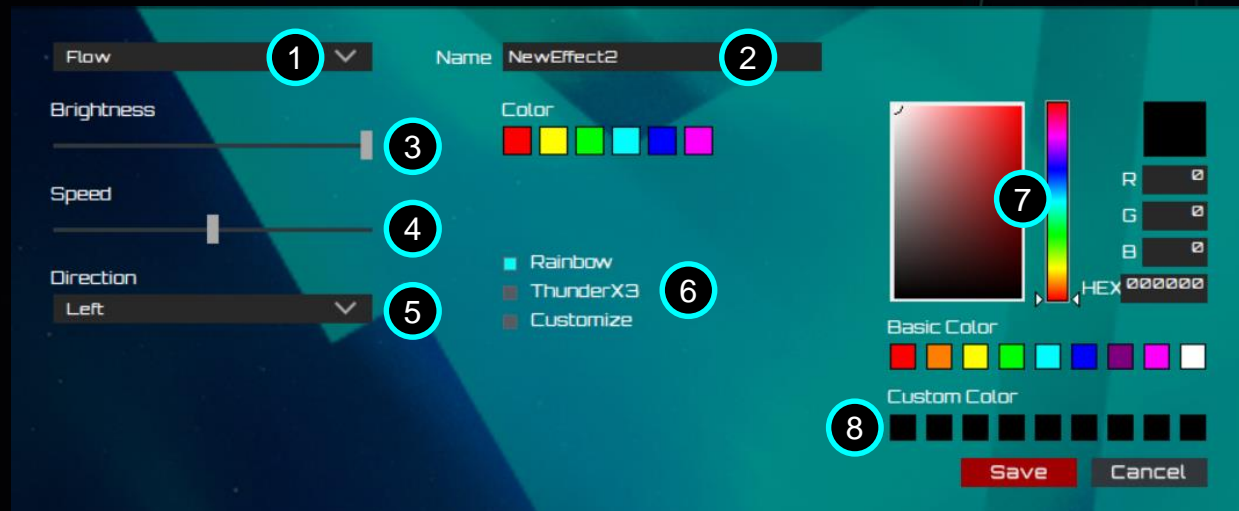 Flow 1
Name NewEffect2 2
Brightness
3
Color
Speed
4
Direction
Left 5
Rainbow
ThunderX3
Customize
6
7
R 0
G 0
B 0
HEX 000000
Basic Color
Custom Color
8
Save Cancel